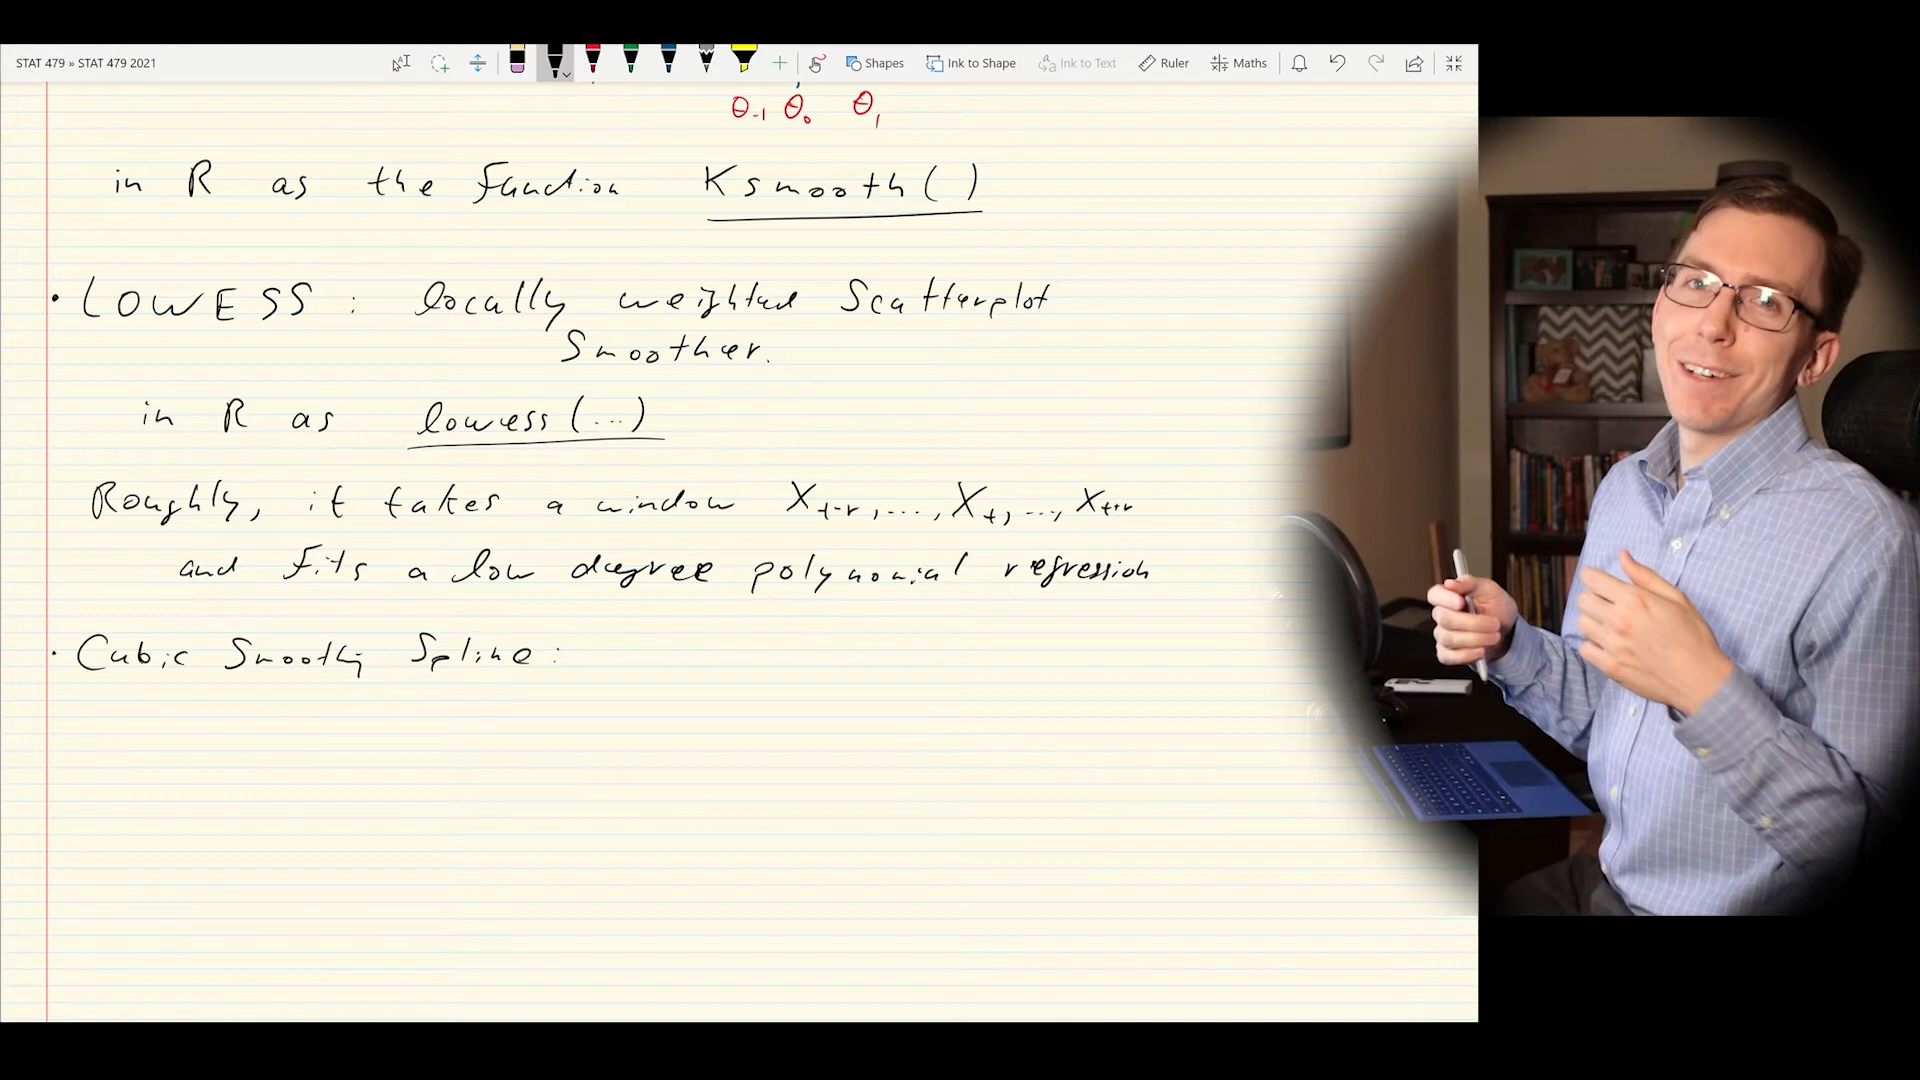 STAT 479 » STAT 479 2021
Shapes
Ink to Shape
Ink to Text
Ruler
Maths
θ-1 θ0 θ1
in R as the function Ksmooth()
• LOWESS : locally weighted Scatterplot
Smoother.
in R as lowess(...)
Roughly, it takes a window Xt-r, ..., Xt, ..., Xt+r
and fits a low degree polynomial regression
• Cubic Smoothing Spline :